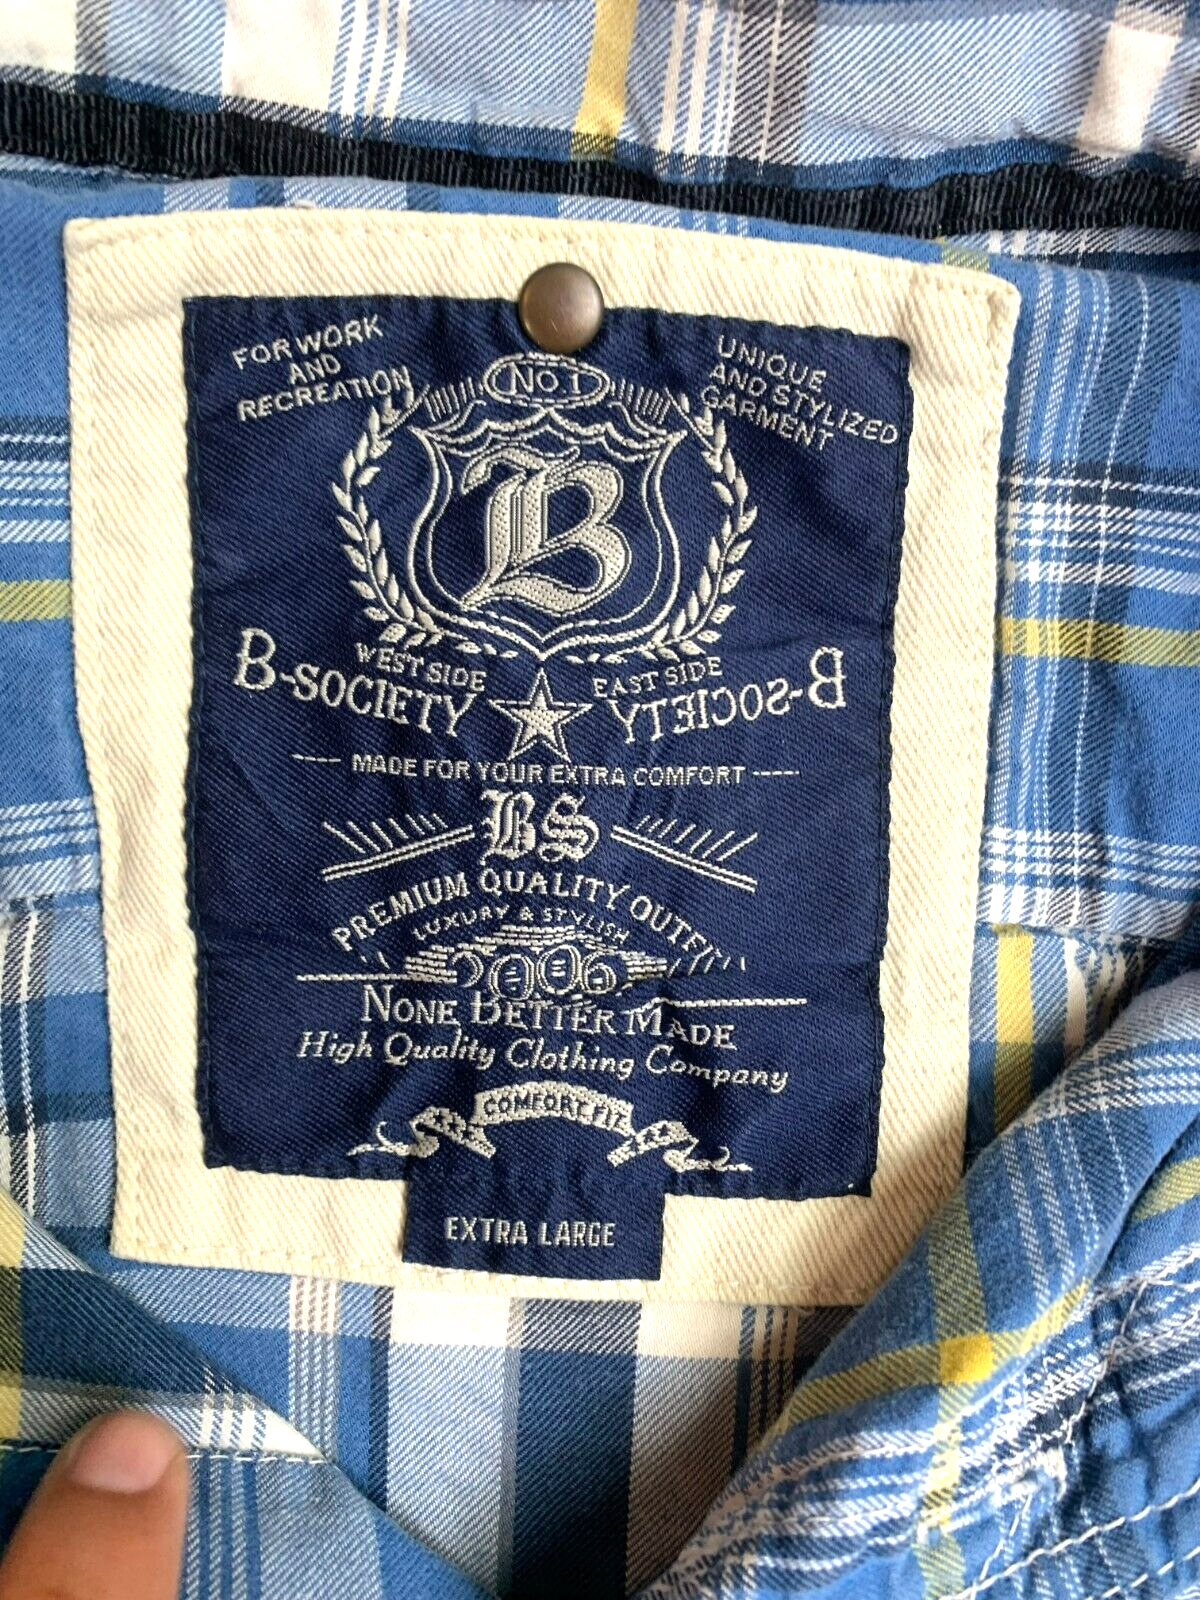 FOR WORK
AND
RECREATION
UNIQUE
AND STYLIZED
GARMENT
No.1
B
WEST SIDE
B-SOCIETY
EAST SIDE
B-SOCIETY
MADE FOR YOUR EXTRA COMFORT
BS
PREMIUM QUALITY OUTFIT
LUXURY & STYLISH
NONE BETTER MADE
High Quality Clothing Company
COMFORT FIT
EXTRA LARGE